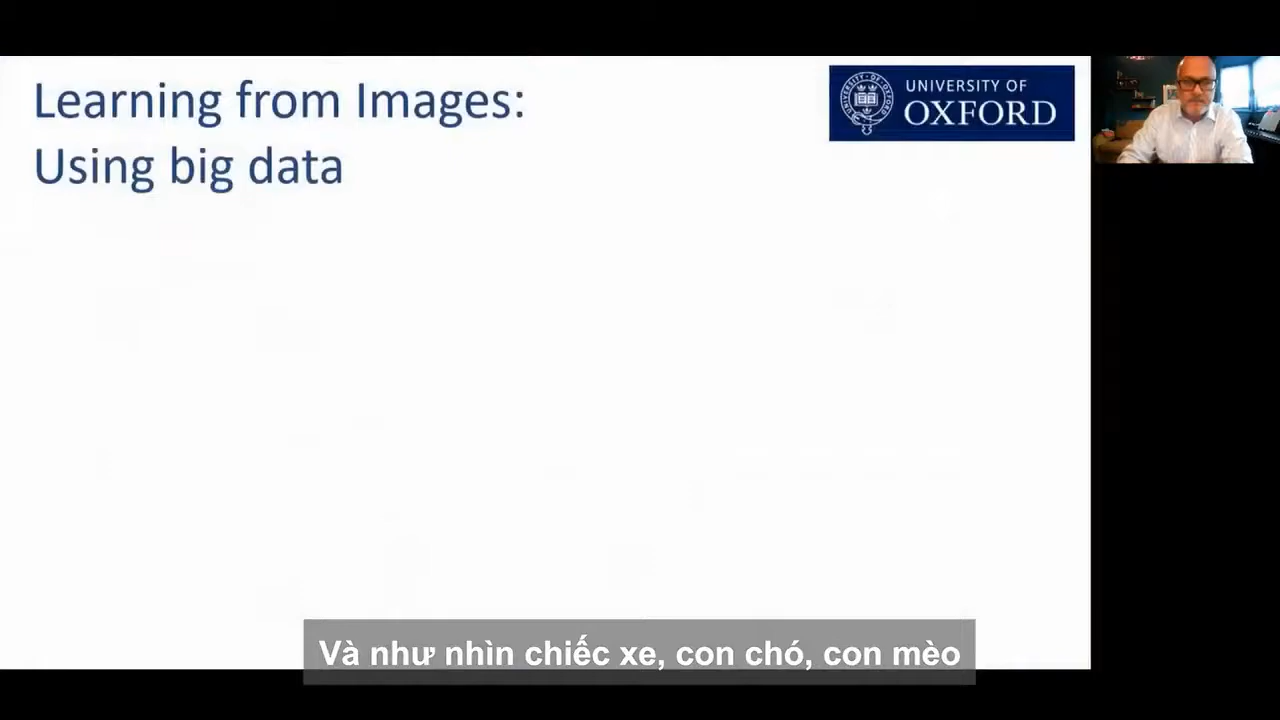 Learning from Images:
Using big data
UNIVERSITY OF
OXFORD
Và như nhìn chiếc xe, con chó, con mèo